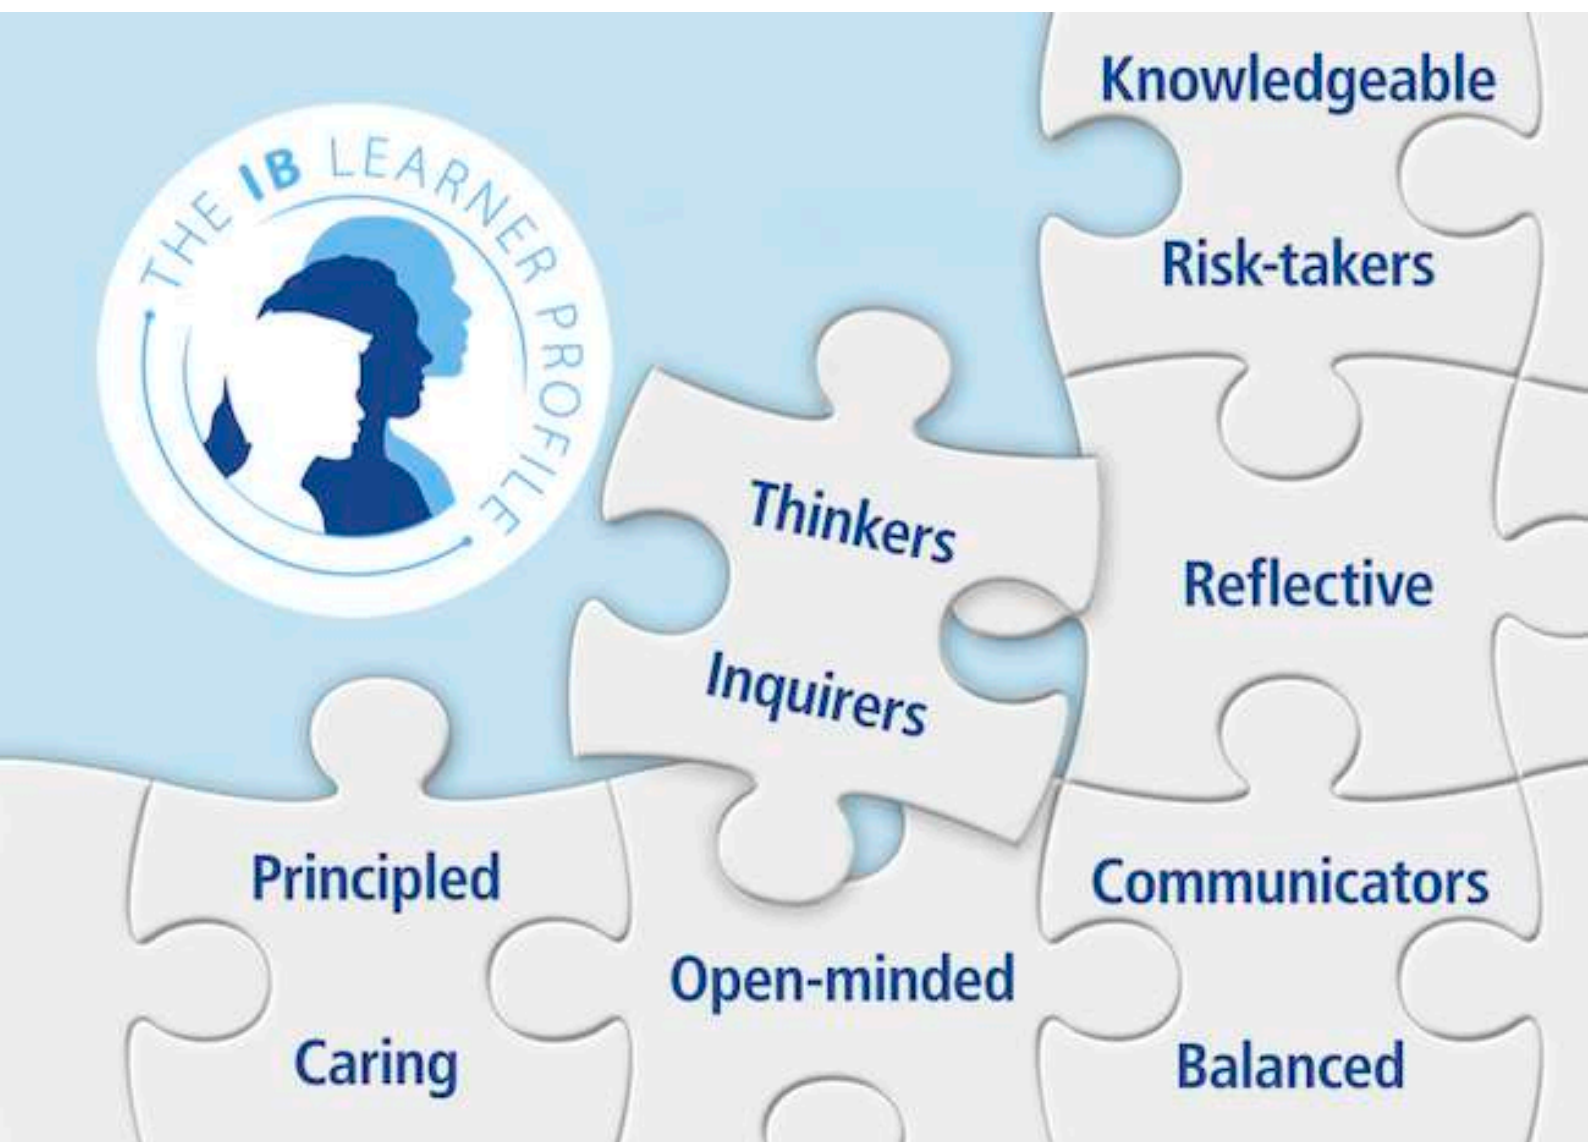 THE IB LEARNER PROFILE
Knowledgeable
Risk-takers
Thinkers
Inquirers
Reflective
Principled
Caring
Open-minded
Communicators
Balanced